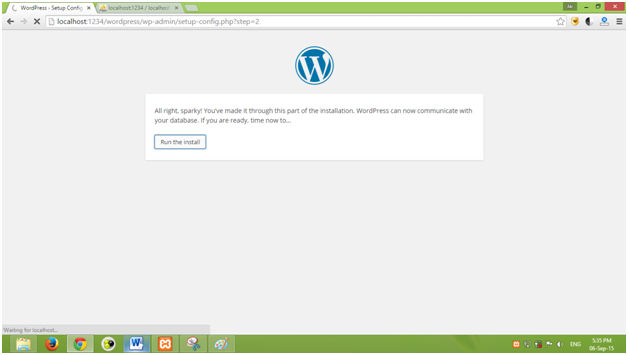 WordPress › Setup Config
localhost:1234 / localhost
localhost:1234/wordpress/wp-admin/setup-config.php?step=2
All right, sparky! You've made it through this part of the installation. WordPress can now communicate with
your database. If you are ready, time now to...
Run the install
Waiting for localhost...
ENG
5:35 PM
06-Sep-15